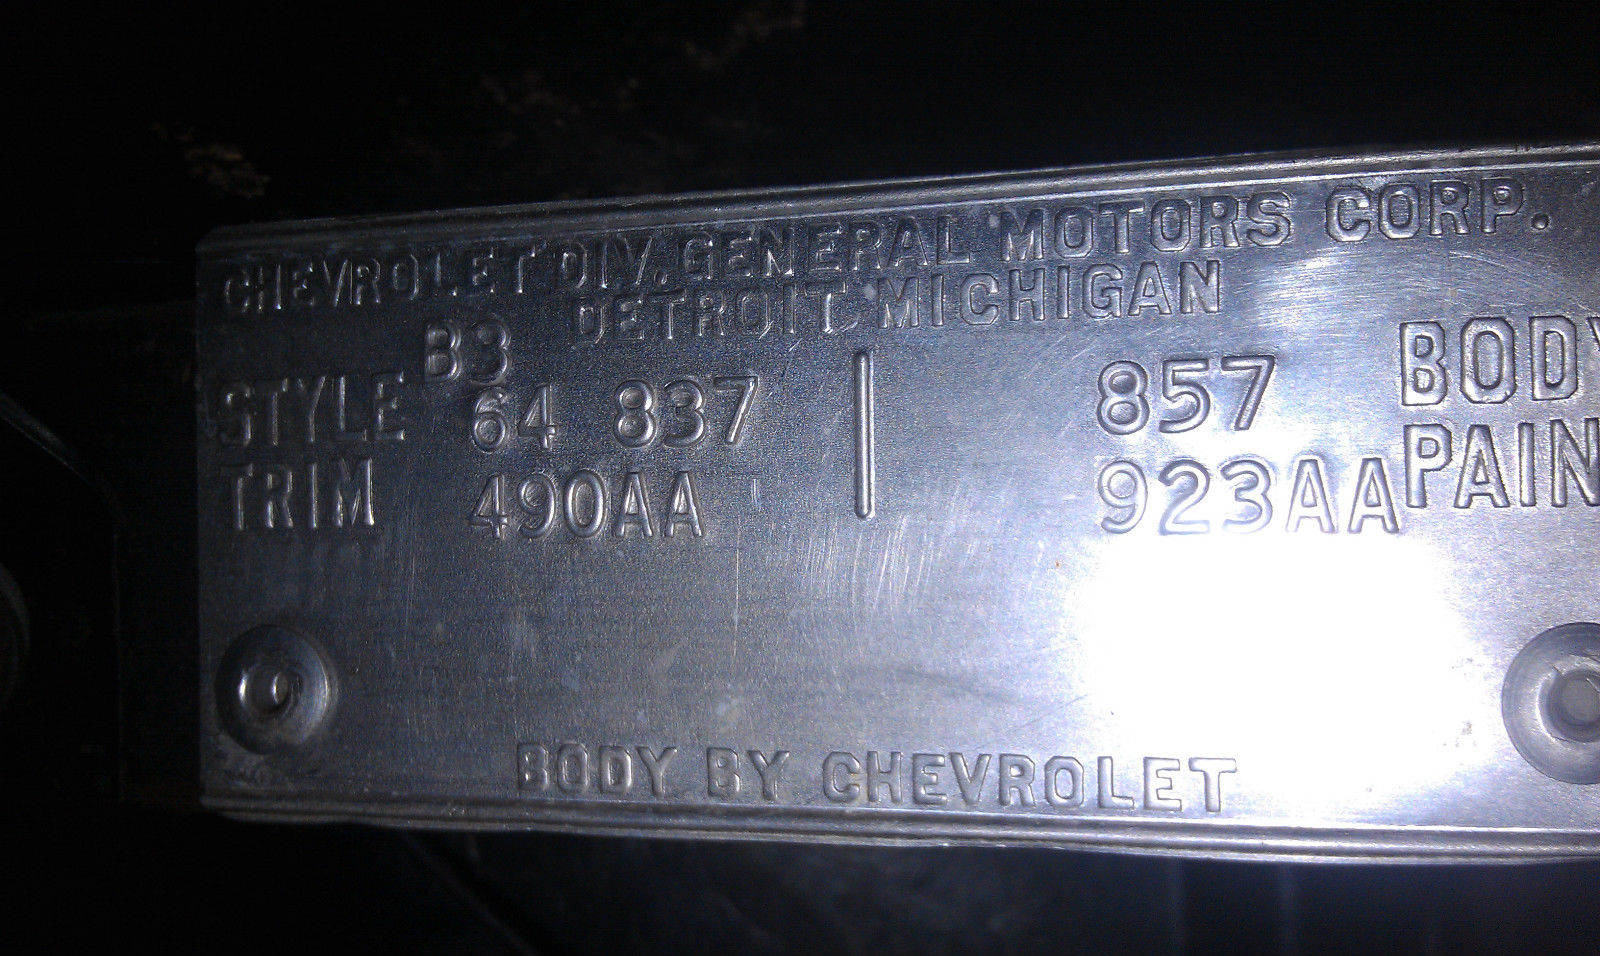 CHEVROLET DIV. GENERAL MOTORS CORP.
DETROIT, MICHIGAN
B3
STYLE 64 837 857 BODY
TRIM 490AA 923AA PAIN
BODY BY CHEVROLET